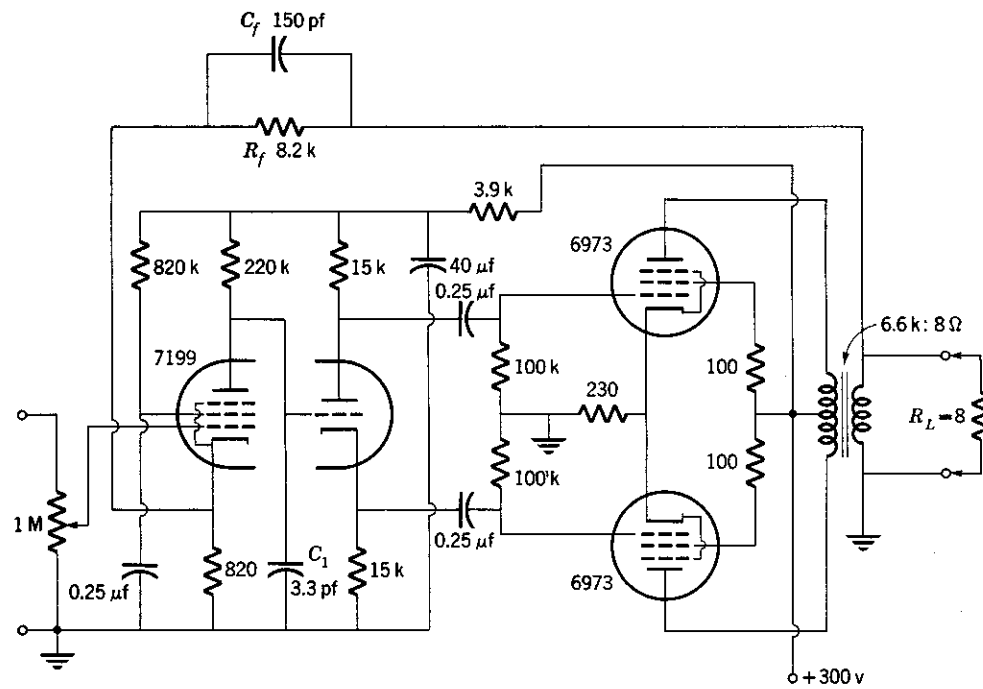 C_f 150 pf
R_f 8.2 k
3.9 k
820 k
220 k
15 k
40 μf
0.25 μf
6973
6.6 k: 8 Ω
7199
100 k
230
100
R_L = 8
100 k
100
1 M
0.25 μf
820
C_1
3.3 pf
15 k
0.25 μf
6973
+300 v